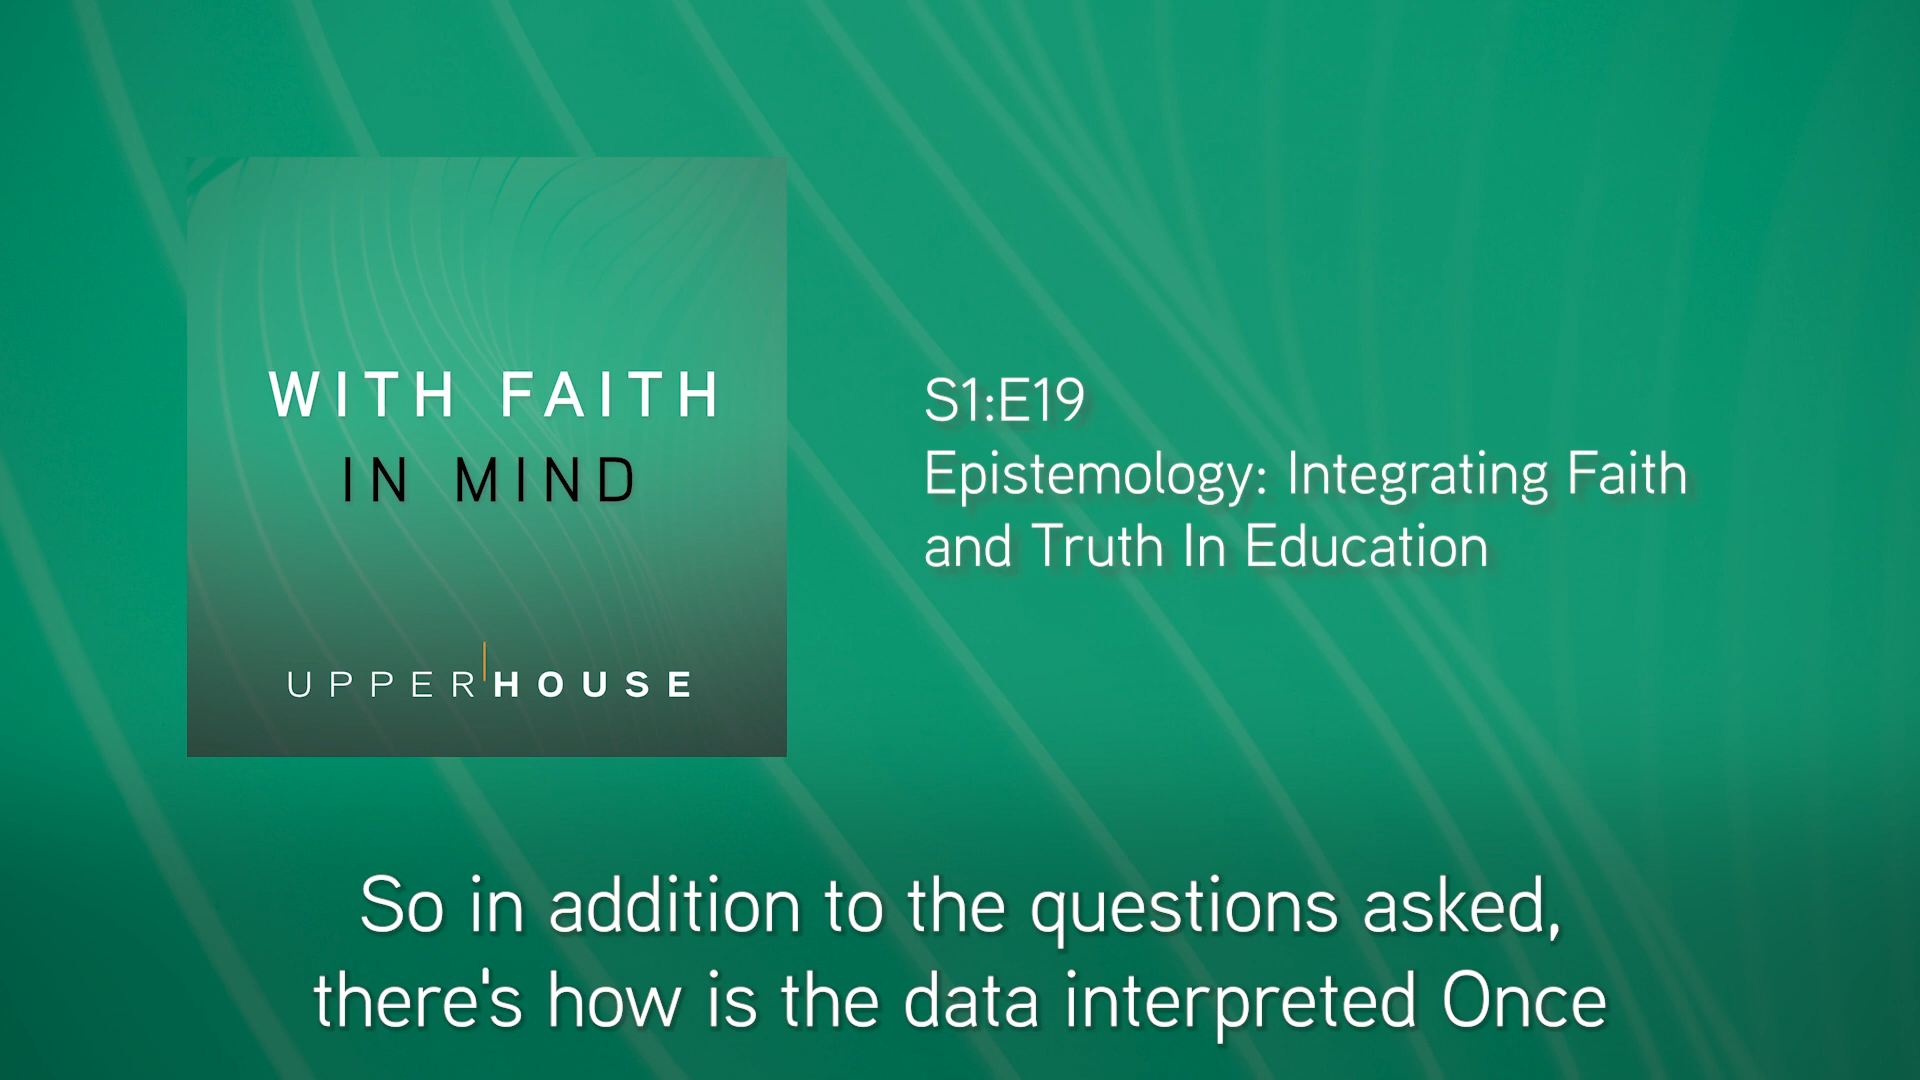 WITH FAITH
IN MIND
UPPERHOUSE
S1:E19
Epistemology: Integrating Faith
and Truth In Education
So in addition to the questions asked,
there's how is the data interpreted Once